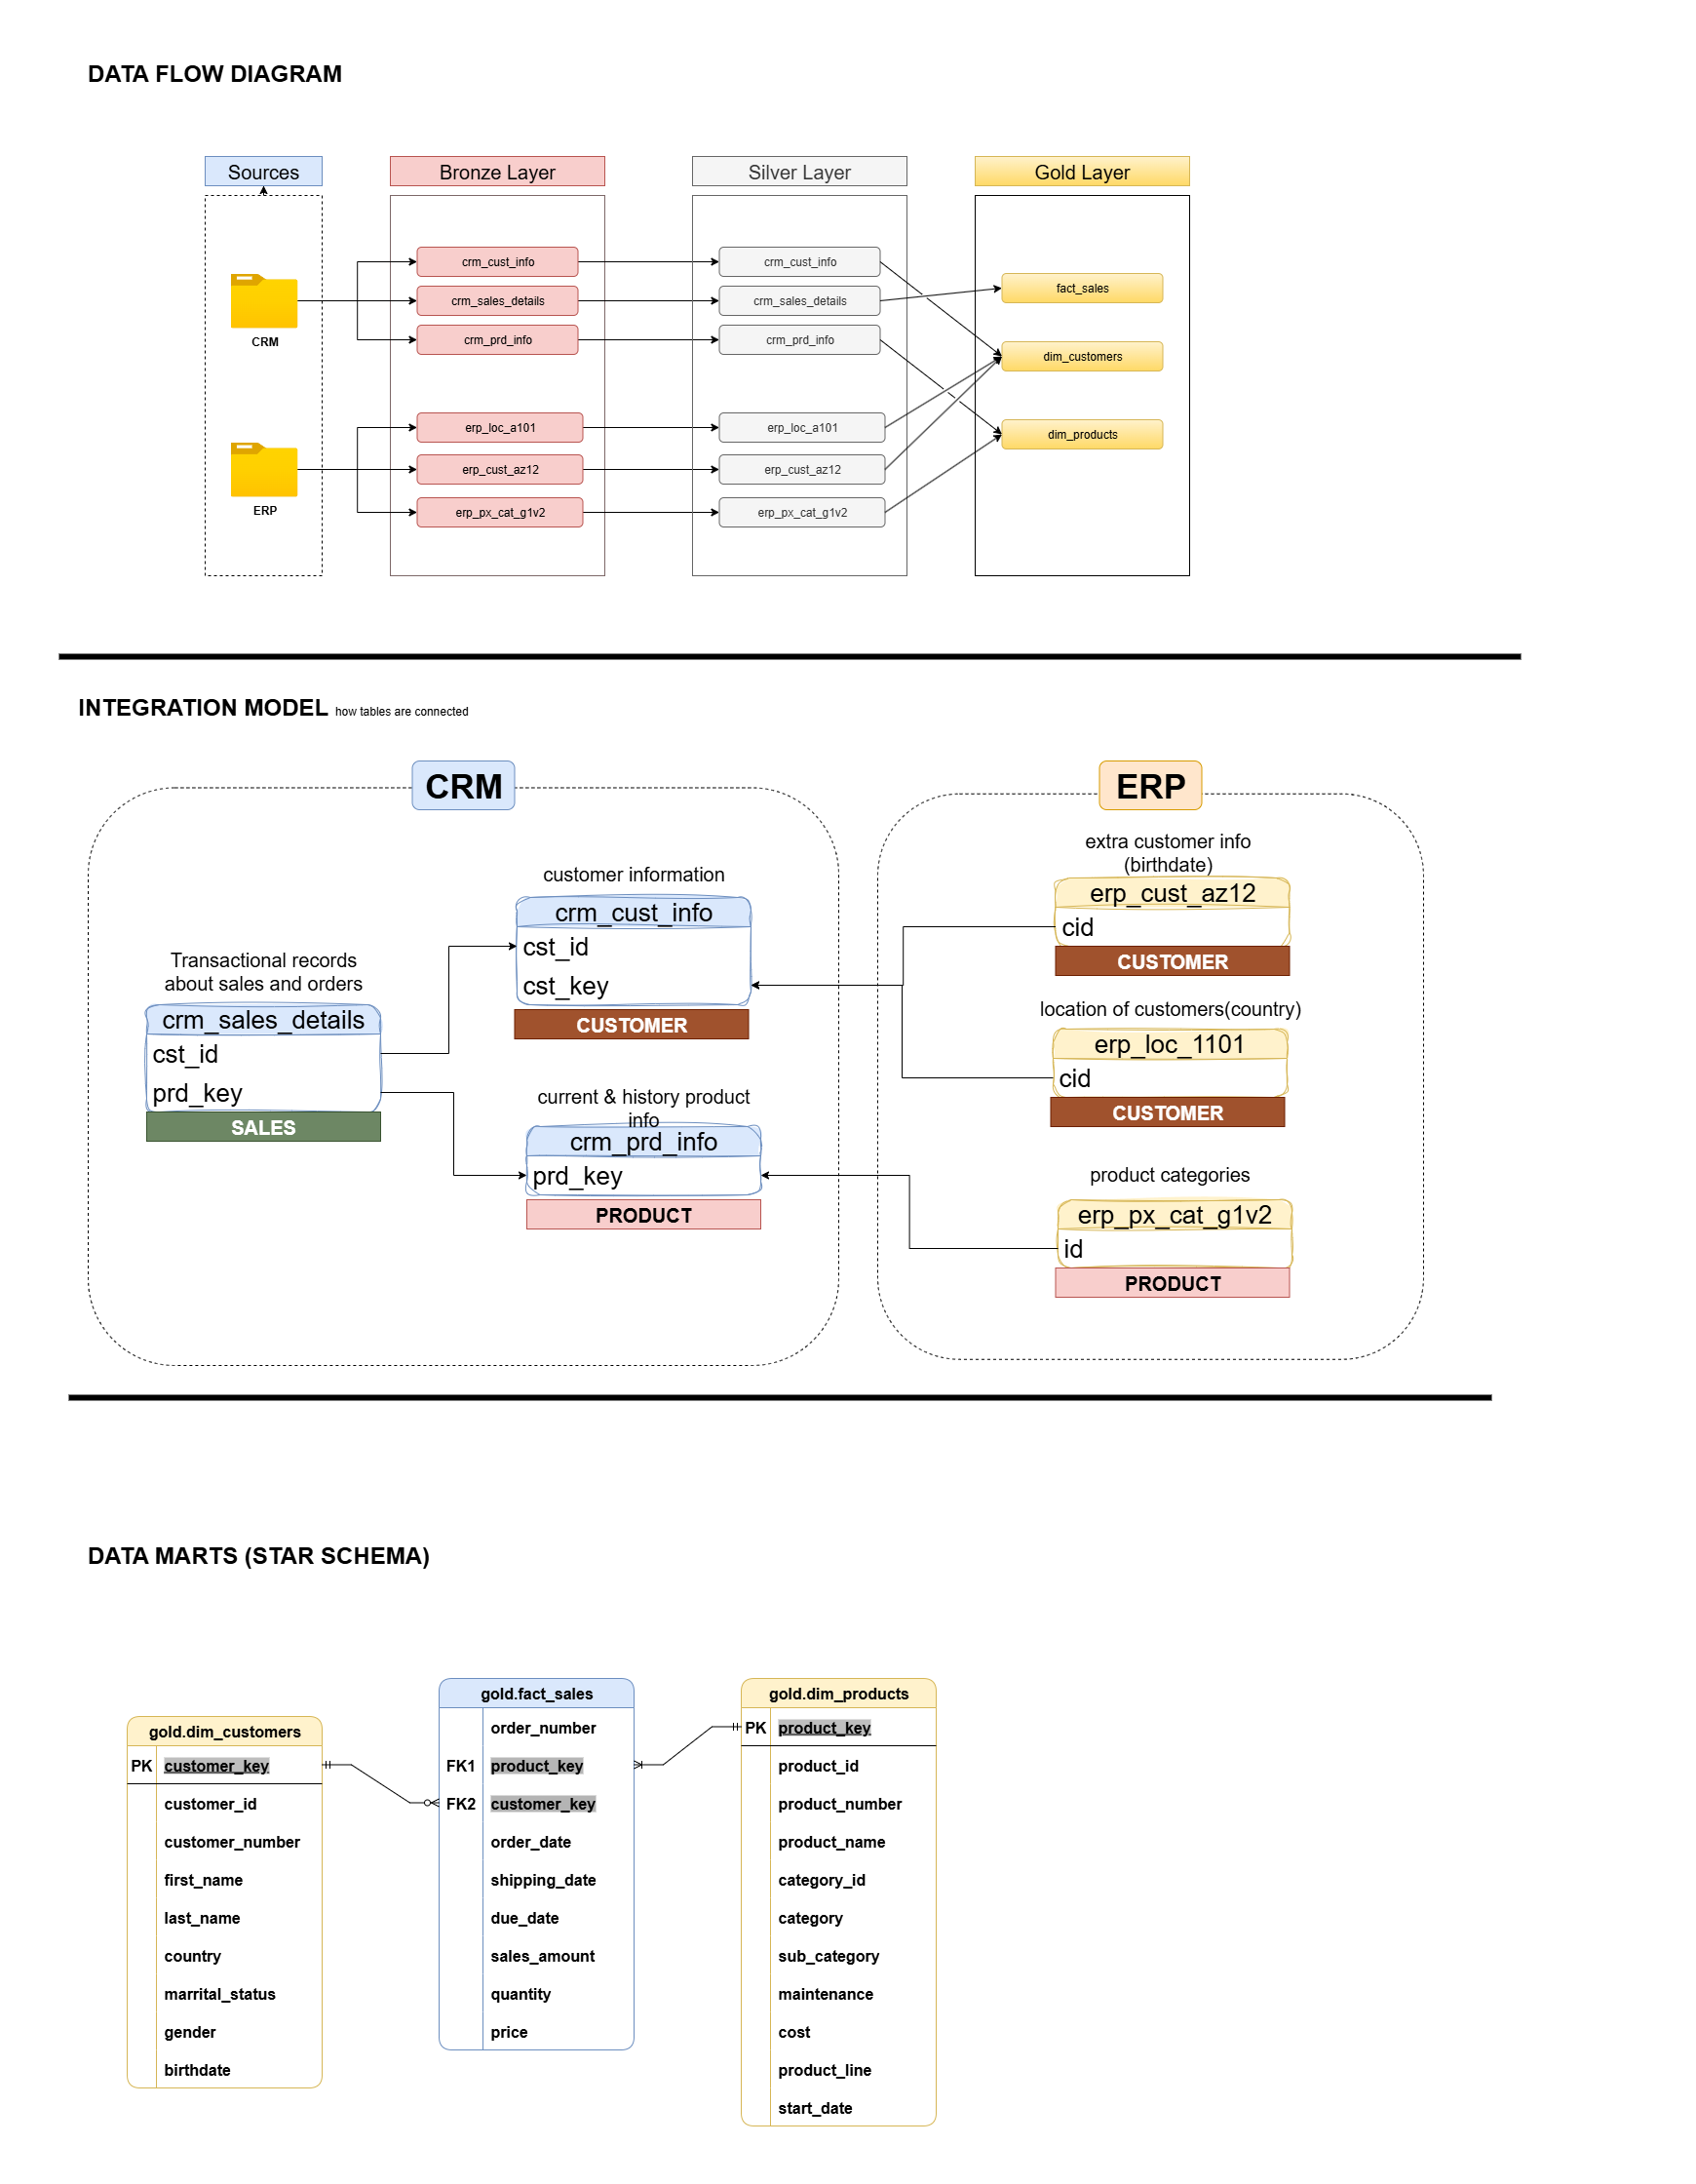 DATA FLOW DIAGRAM
Sources
Bronze Layer
Silver Layer
Gold Layer
CRM
ERP
crm_cust_info
crm_sales_details
crm_prd_info
erp_loc_a101
erp_cust_az12
erp_px_cat_g1v2
crm_cust_info
crm_sales_details
crm_prd_info
erp_loc_a101
erp_cust_az12
erp_px_cat_g1v2
fact_sales
dim_customers
dim_products
INTEGRATION MODEL how tables are connected
CRM
Transactional records
about sales and orders
crm_sales_details
cst_id
prd_key
SALES
customer information
crm_cust_info
cst_id
cst_key
CUSTOMER
current & history product
info
crm_prd_info
prd_key
PRODUCT
ERP
extra customer info
(birthdate)
erp_cust_az12
cid
CUSTOMER
location of customers(country)
erp_loc_1101
cid
CUSTOMER
product categories
erp_px_cat_g1v2
id
PRODUCT
DATA MARTS (STAR SCHEMA)
gold.dim_customers
PK customer_key
customer_id
customer_number
first_name
last_name
country
marrital_status
gender
birthdate
gold.fact_sales
order_number
FK1 product_key
FK2 customer_key
order_date
shipping_date
due_date
sales_amount
quantity
price
gold.dim_products
PK product_key
product_id
product_number
product_name
category_id
category
sub_category
maintenance
cost
product_line
start_date